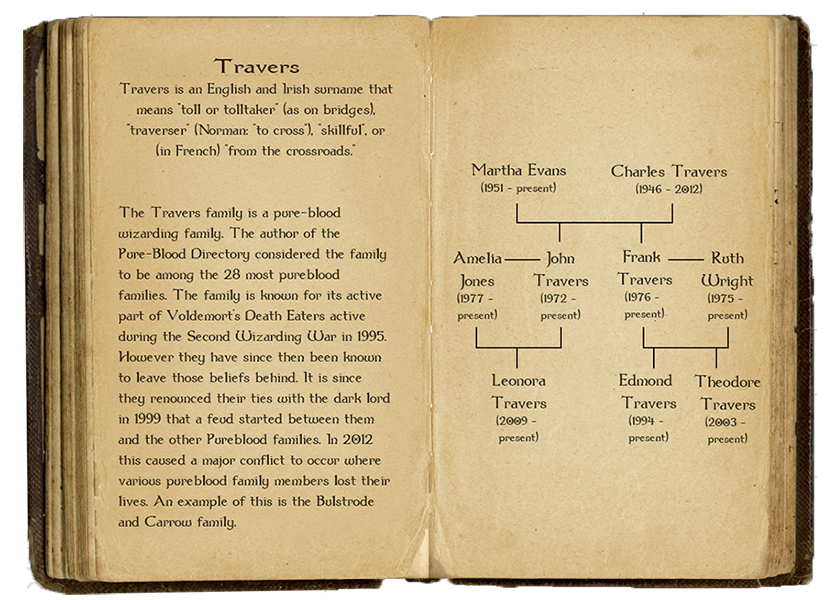 Travers
Travers is an English and Irish surname that
means "toll or tolltaker" (as on bridges),
"traverser" (Norman: "to cross"), "skillful", or
(in French) "from the crossroads."
The Travers family is a pure-blood
wizarding family. The author of the
Pure-Blood Directory considered the family
to be among the 28 most pureblood
families. The family is known for its active
part of Voldemort's Death Eaters active
during the Second Wizarding War in 1995.
However they have since then been known
to leave those beliefs behind. It is since
they renounced their ties with the dark lord
in 1999 that a feud started between them
and the other Pureblood families. In 2012
this caused a major conflict to occur where
various pureblood family members lost their
lives. An example of this is the Bulstrode
and Carrow family.
Martha Evans
(1951 - present)
Charles Travers
(1946 - 2012)
Amelia
Jones
(1977 -
present)
John
Travers
(1972 -
present)
Frank
Travers
(1976 -
present)
Ruth
Wright
(1975 -
present)
Leonora
Travers
(2009 -
present)
Edmond
Travers
(1994 -
present)
Theodore
Travers
(2003 -
present)